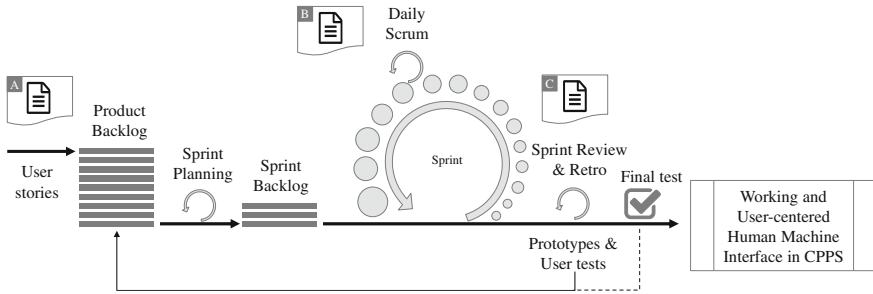 A
User
stories
Product
Backlog
Sprint
Planning
Sprint
Backlog
B
Daily
Scrum
Sprint
C
Sprint Review
& Retro
Prototypes &
User tests
Final test
Working and
User-centered
Human Machine
Interface in CPPS